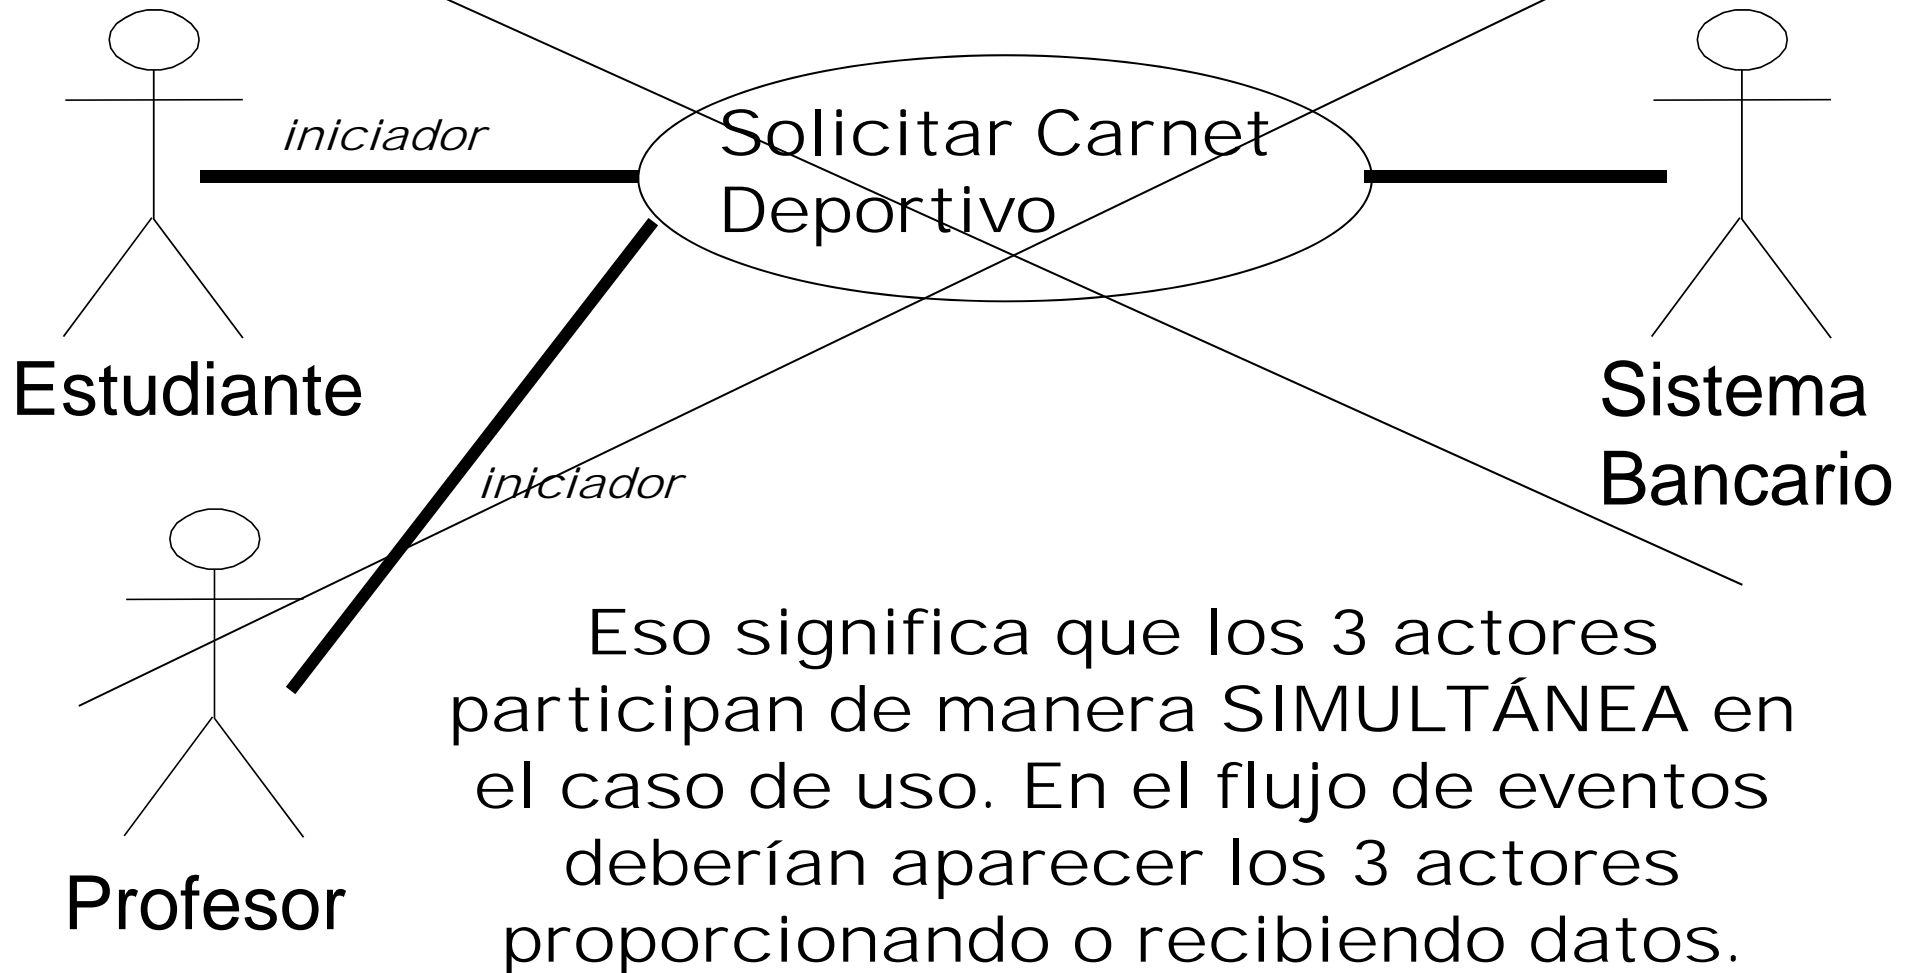 iniciador
Solicitar Carnet
Deportivo
Estudiante
Sistema
Bancario
iniciador
Profesor
Eso significa que los 3 actores
participan de manera SIMULTÁNEA en
el caso de uso. En el flujo de eventos
deberían aparecer los 3 actores
proporcionando o recibiendo datos.